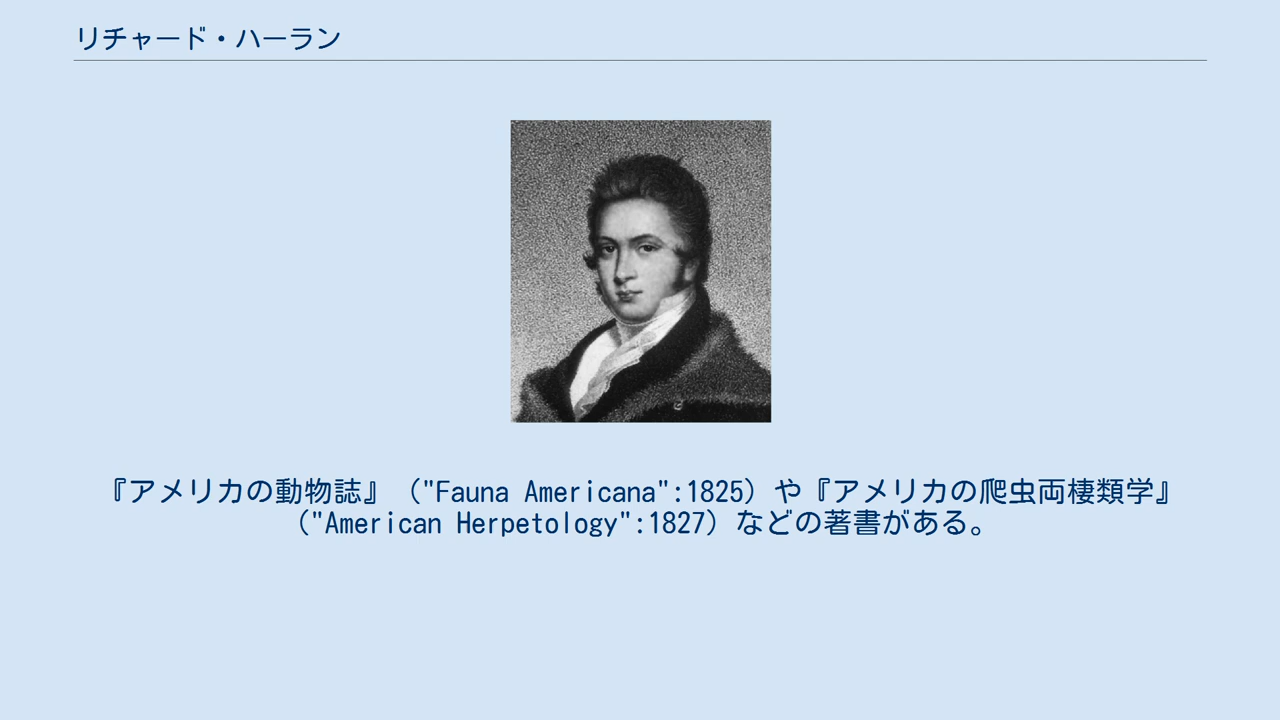 リチャード・ハーラン
『アメリカの動物誌』（"Fauna Americana":1825）や『アメリカの爬虫両棲類学』
（"American Herpetology":1827）などの著書がある。